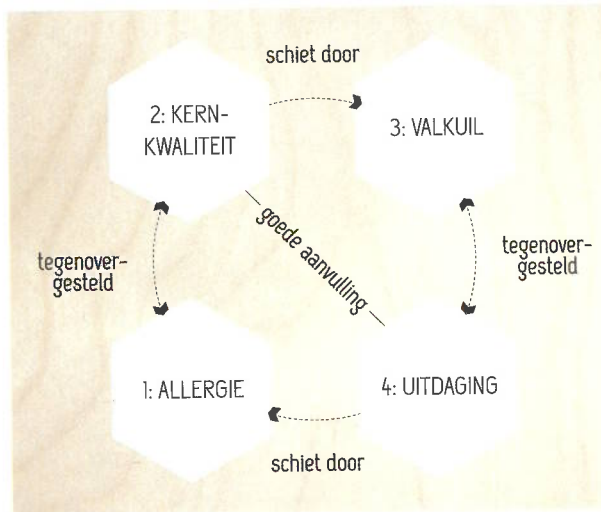 schiet door
2: KERN-
KWALITEIT
3: VALKUIL
goede aanvulling
tegenover-
gesteld
tegenover-
gesteld
1: ALLERGIE
4: UITDAGING
schiet door